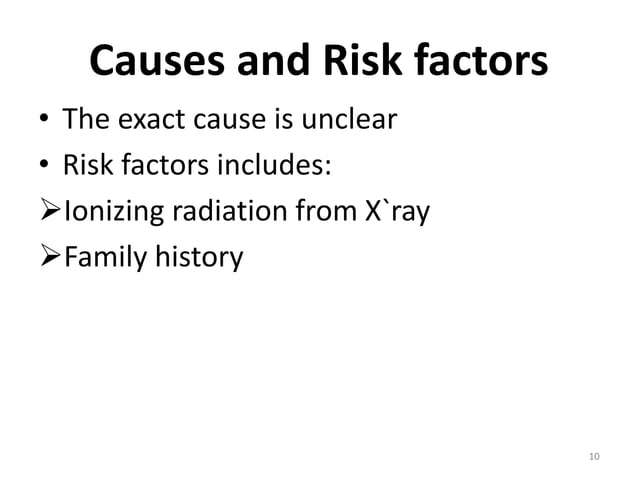 Causes and Risk factors
• The exact cause is unclear
• Risk factors includes:
➢Ionizing radiation from X`ray
➢Family history
10